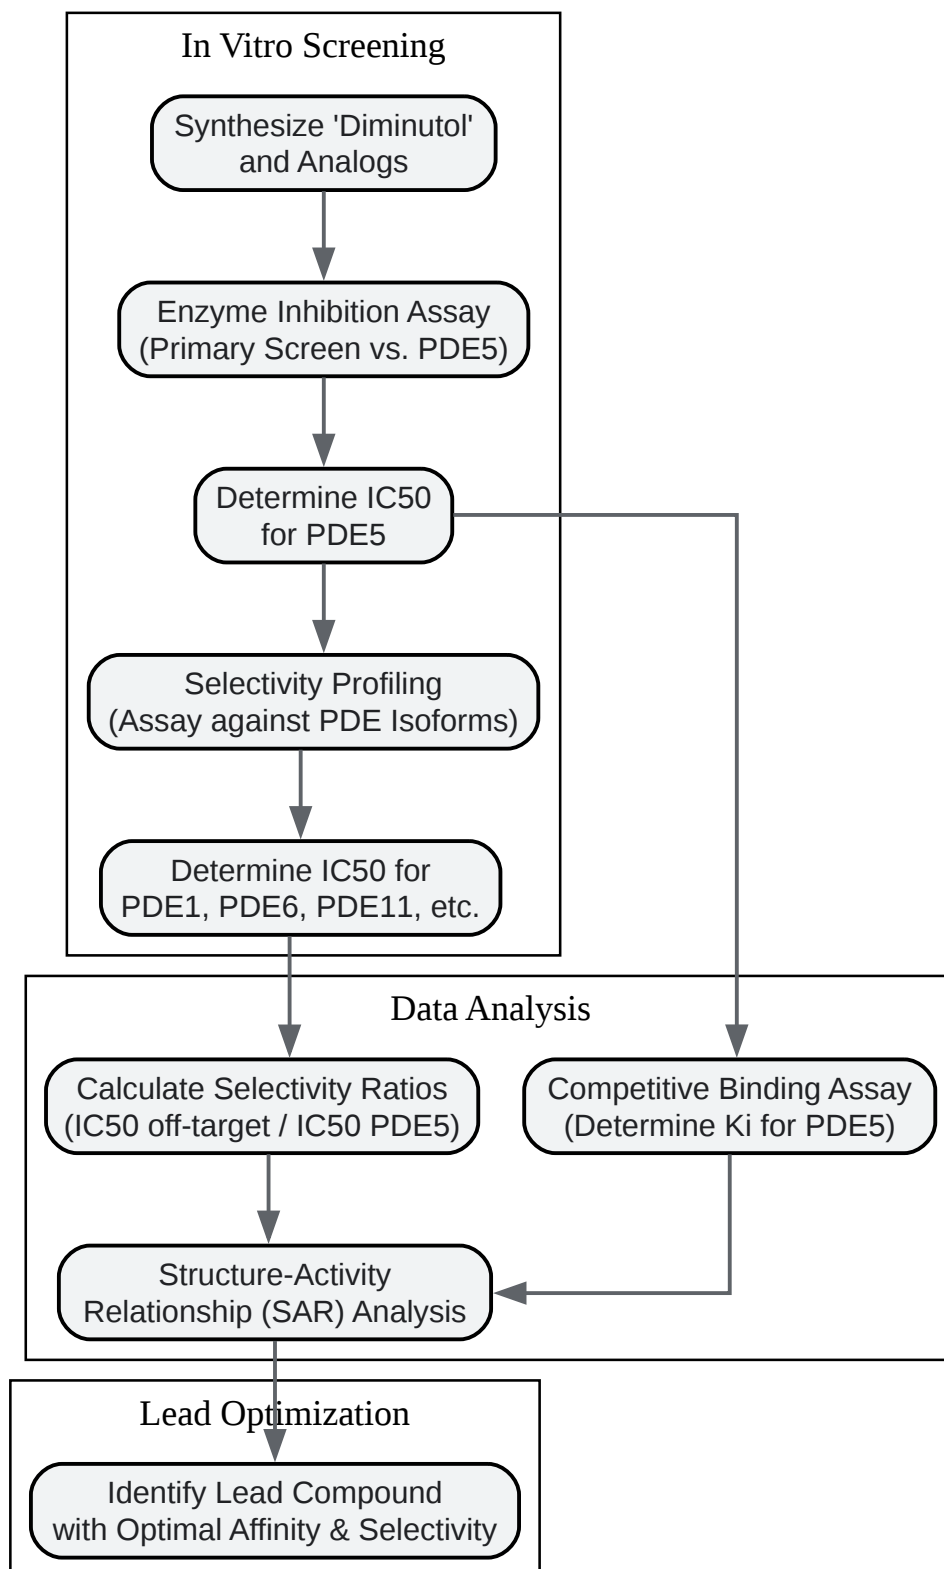 In Vitro Screening
Synthesize 'Diminutol'
and Analogs
Enzyme Inhibition Assay
(Primary Screen vs. PDE5)
Determine IC50
for PDE5
Selectivity Profiling
(Assay against PDE Isoforms)
Determine IC50 for
PDE1, PDE6, PDE11, etc.
Data Analysis
Calculate Selectivity Ratios
(IC50 off-target / IC50 PDE5)
Competitive Binding Assay
(Determine Ki for PDE5)
Structure-Activity
Relationship (SAR) Analysis
Lead Optimization
Identify Lead Compound
with Optimal Affinity & Selectivity